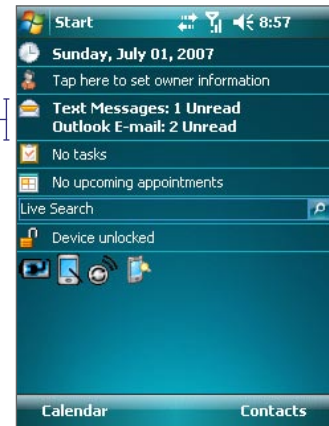 Start 8:57
Sunday, July 01, 2007
Tap here to set owner information
Text Messages: 1 Unread
Outlook E-mail: 2 Unread
No tasks
No upcoming appointments
Live Search
Device unlocked
Calendar Contacts